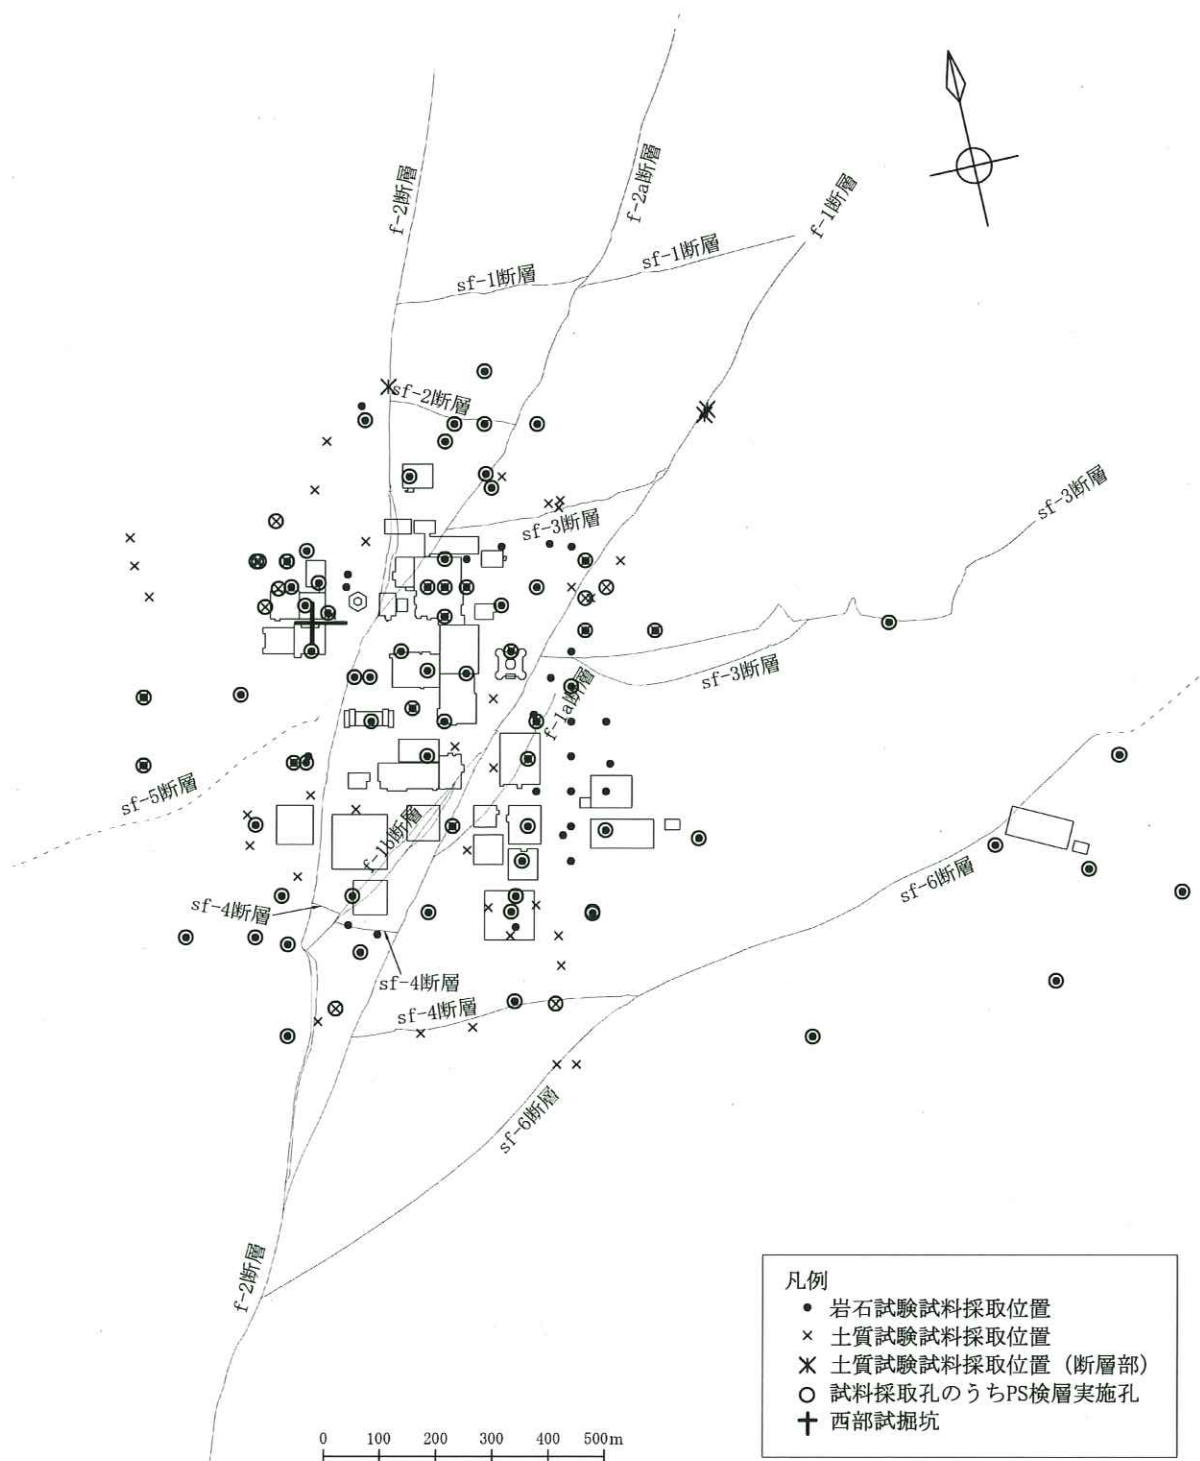 f-2断層
f-2a断層
f-1断層
sf-1断層
sf-1断層
sf-2断層
sf-3断層
sf-3断層
sf-3断層
f-1a断層
sf-5断層
f-1b断層
sf-6断層
sf-4断層
sf-4断層
sf-4断層
sf-6断層
f-2断層
凡例
岩石試験試料採取位置
土質試験試料採取位置
土質試験試料採取位置（断層部）
試料採取孔のうちPS検層実施孔
西部試掘坑
0 100 200 300 400 500m